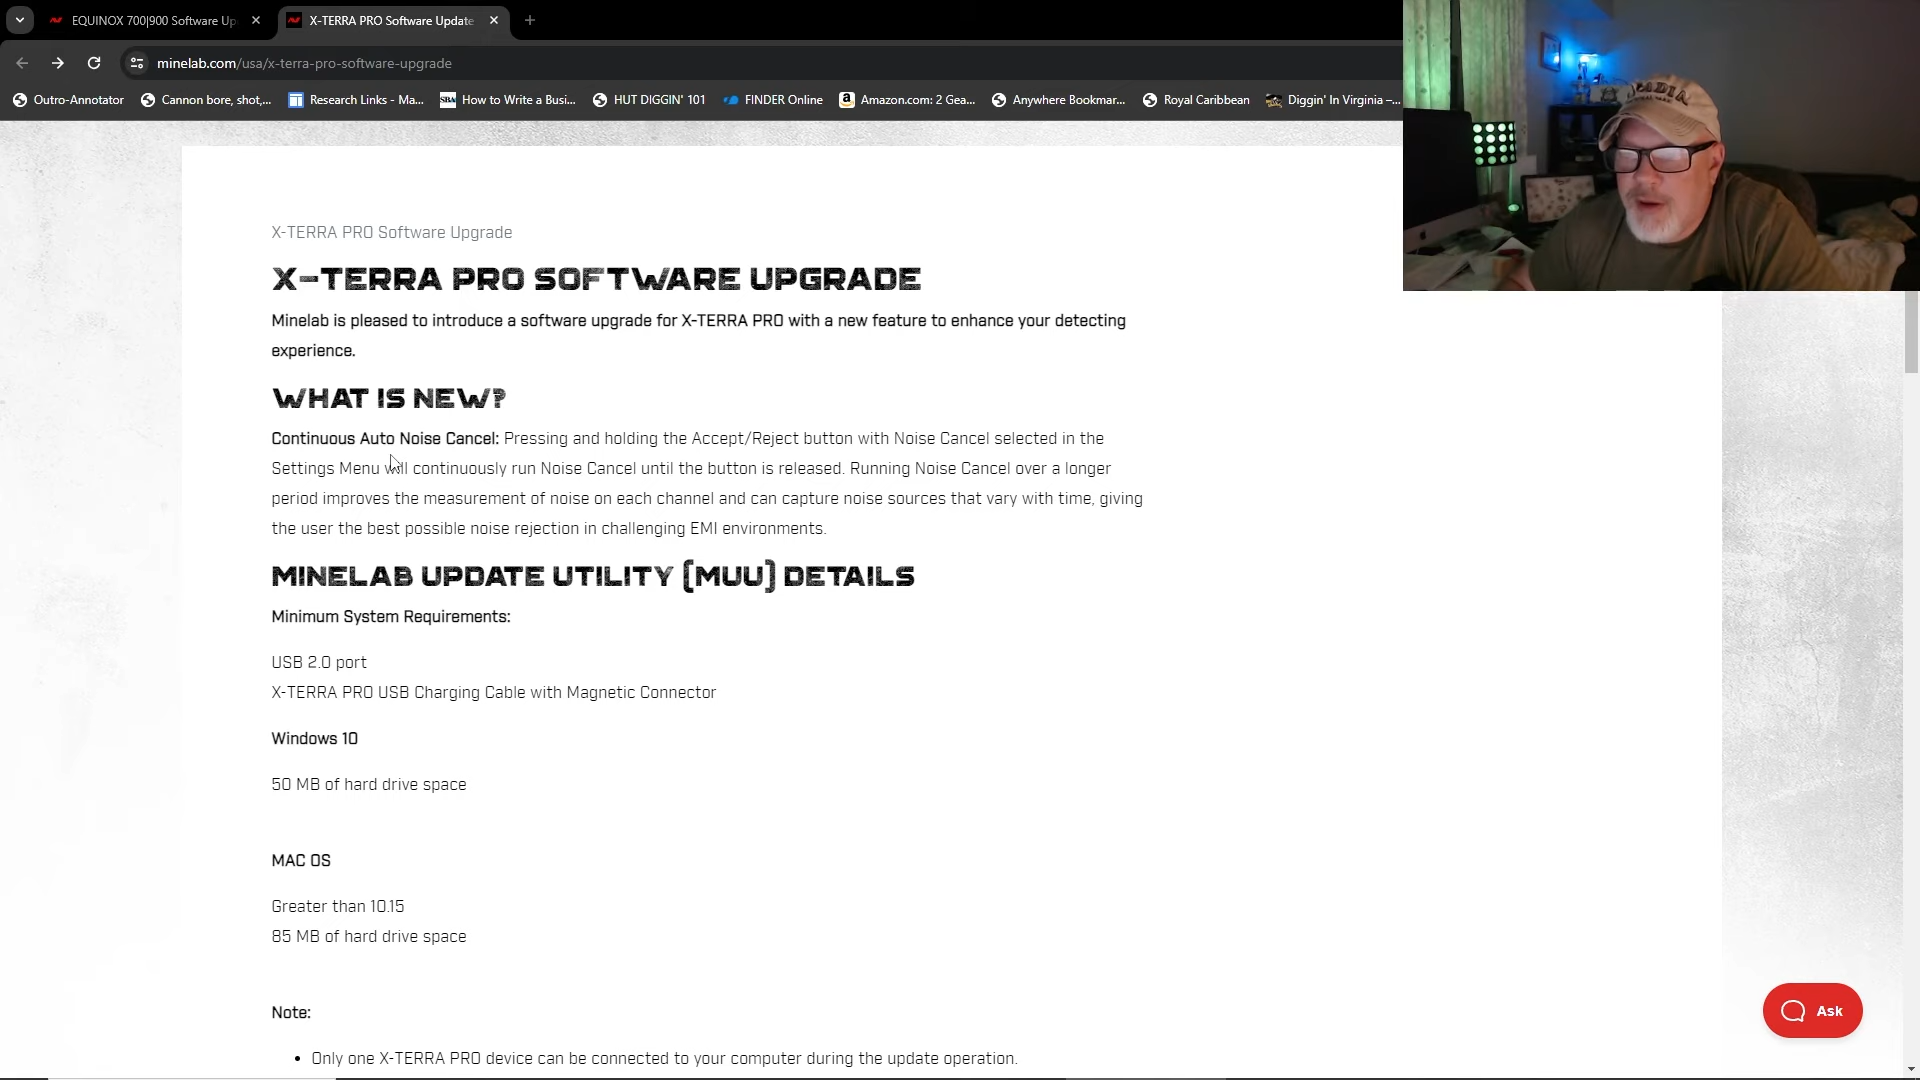 EQUINOX 700|900 Software Up
X-TERRA PRO Software Update
minelab.com/usa/x-terra-pro-software-upgrade
Outro-Annotator
Cannon bore, shot,...
Research Links - Ma...
SBA
How to Write a Busi...
HUT DIGGIN' 101
FINDER Online
Amazon.com: 2 Gea...
Anywhere Bookmar...
Royal Caribbean
Diggin' In Virginia –...
X-TERRA PRO Software Upgrade
X-TERRA PRO SOFTWARE UPGRADE
Minelab is pleased to introduce a software upgrade for X-TERRA PRO with a new feature to enhance your detecting
experience.
WHAT IS NEW?
Continuous Auto Noise Cancel: Pressing and holding the Accept/Reject button with Noise Cancel selected in the
Settings Menu will continuously run Noise Cancel until the button is released. Running Noise Cancel over a longer
period improves the measurement of noise on each channel and can capture noise sources that vary with time, giving
the user the best possible noise rejection in challenging EMI environments.
MINELAB UPDATE UTILITY (MUU) DETAILS
Minimum System Requirements:
USB 2.0 port
X-TERRA PRO USB Charging Cable with Magnetic Connector
Windows 10
50 MB of hard drive space
MAC OS
Greater than 10.15
85 MB of hard drive space
Note:
• Only one X-TERRA PRO device can be connected to your computer during the update operation.
Ask